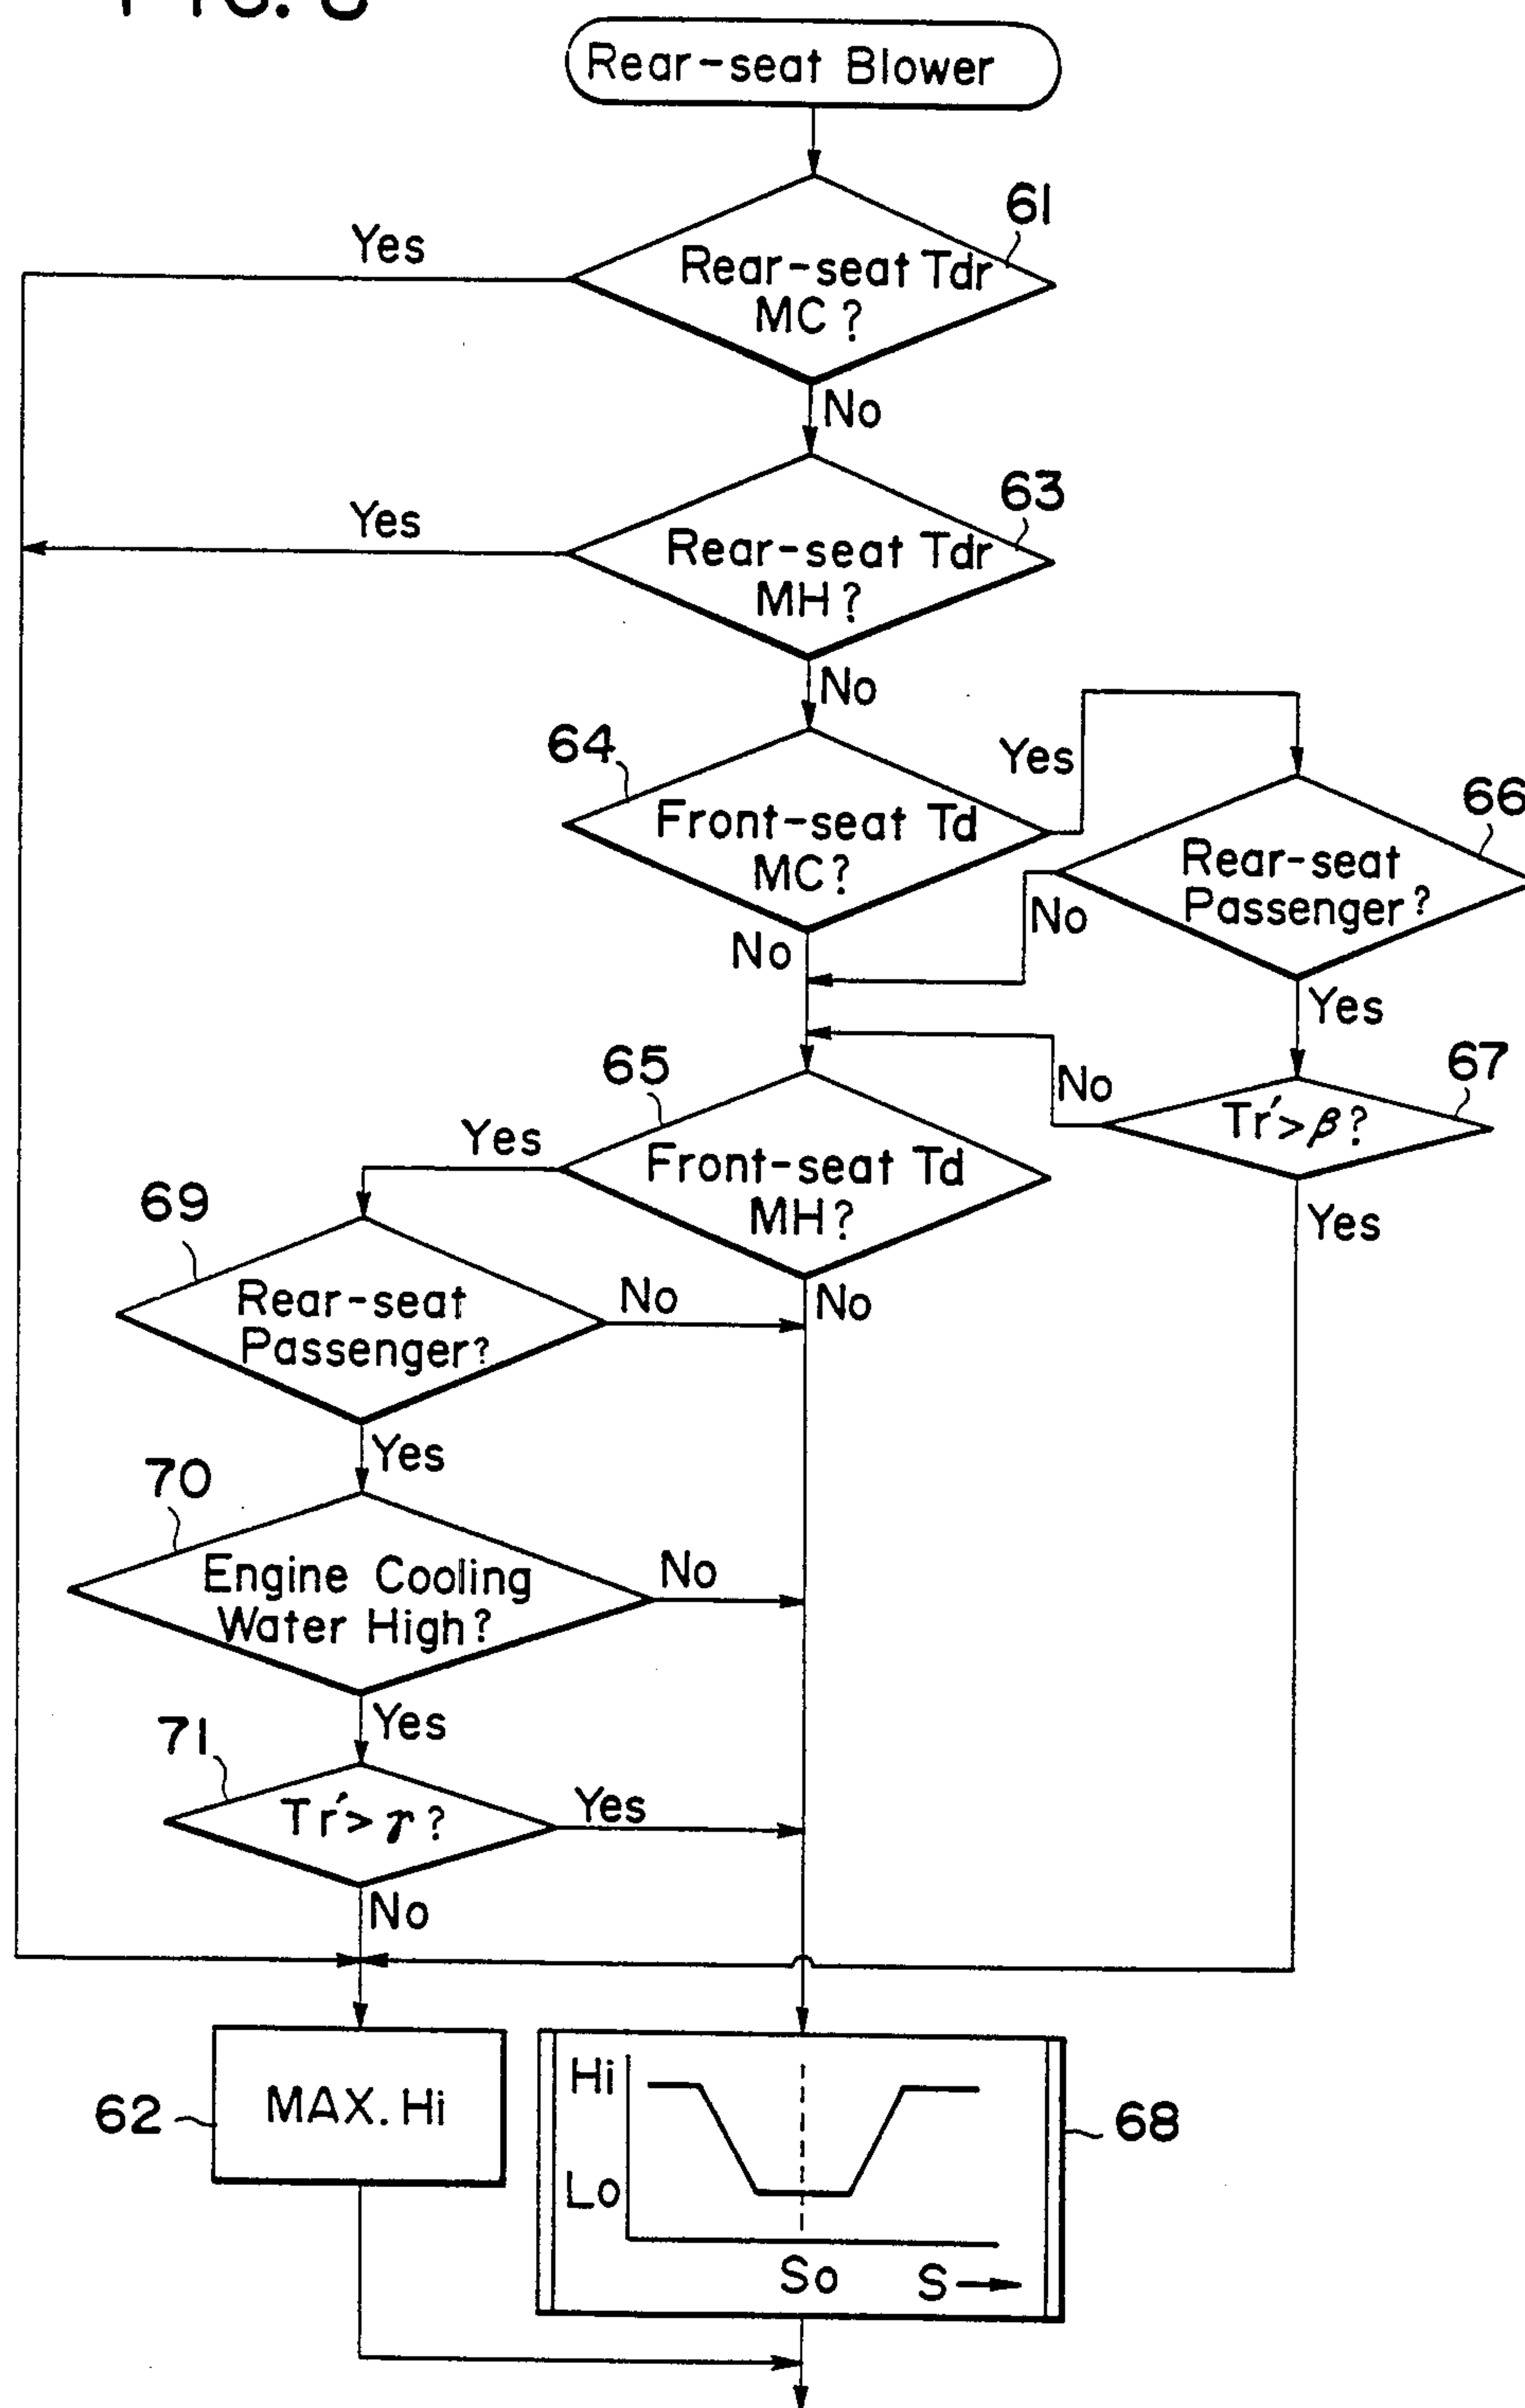 Rear-seat Blower
61
Yes
Rear-seat Tdr
MC?
No
63
Yes
Rear-seat Tdr
MH?
No
64
Yes
Front-seat Td
MC?
66
Rear-seat
Passenger?
No
No
Yes
65
67
No
Tr'>β?
Yes
Front-seat Td
MH?
Yes
69
No
Rear-seat
Passenger?
No
Yes
70
Engine Cooling
Water High?
No
Yes
71
Tr'>γ?
Yes
No
62
MAX. Hi
Hi
Lo
68
So
S